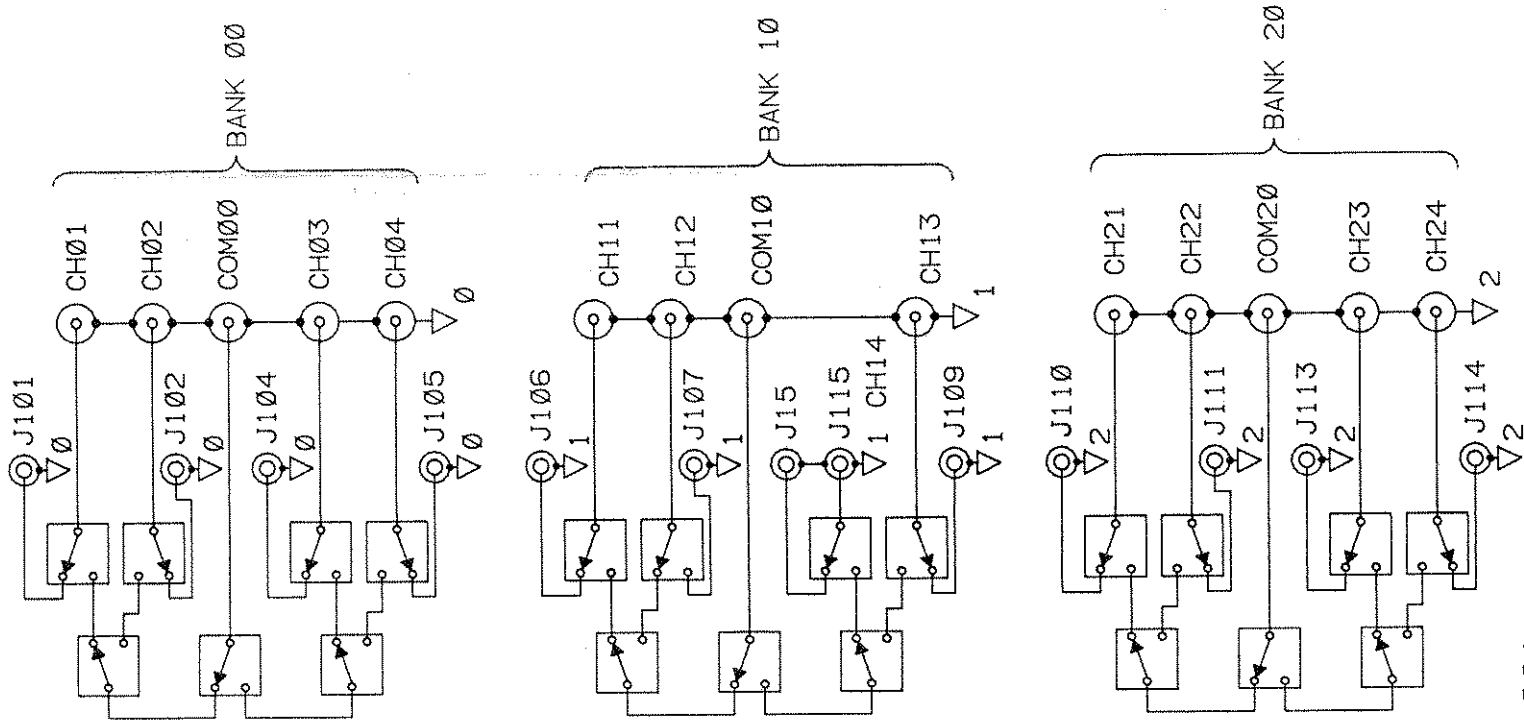 CHØ1
CHØ2
COMØØ
CHØ3
CHØ4
BANK ØØ
Ø
J1Ø1
Ø
J1Ø2
Ø
J1Ø4
Ø
J1Ø5
Ø
CH11
CH12
COM1Ø
CH13
BANK 1Ø
1
J1Ø6
1
J1Ø7
1
J15
J115
1
CH14
J1Ø9
1
CH21
CH22
COM2Ø
CH23
CH24
BANK 2Ø
2
J11Ø
2
J111
2
J113
2
J114
2